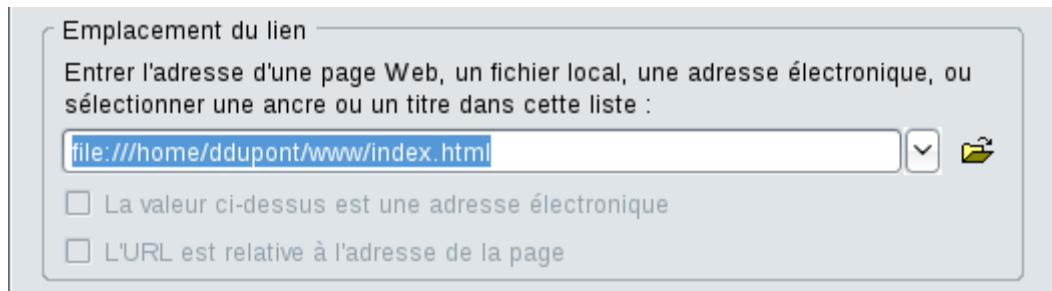 Emplacement du lien
Entrer l'adresse d'une page Web, un fichier local, une adresse électronique, ou
sélectionner une ancre ou un titre dans cette liste :
file:///home/ddupont/www/index.html
La valeur ci-dessus est une adresse électronique
L'URL est relative à l'adresse de la page